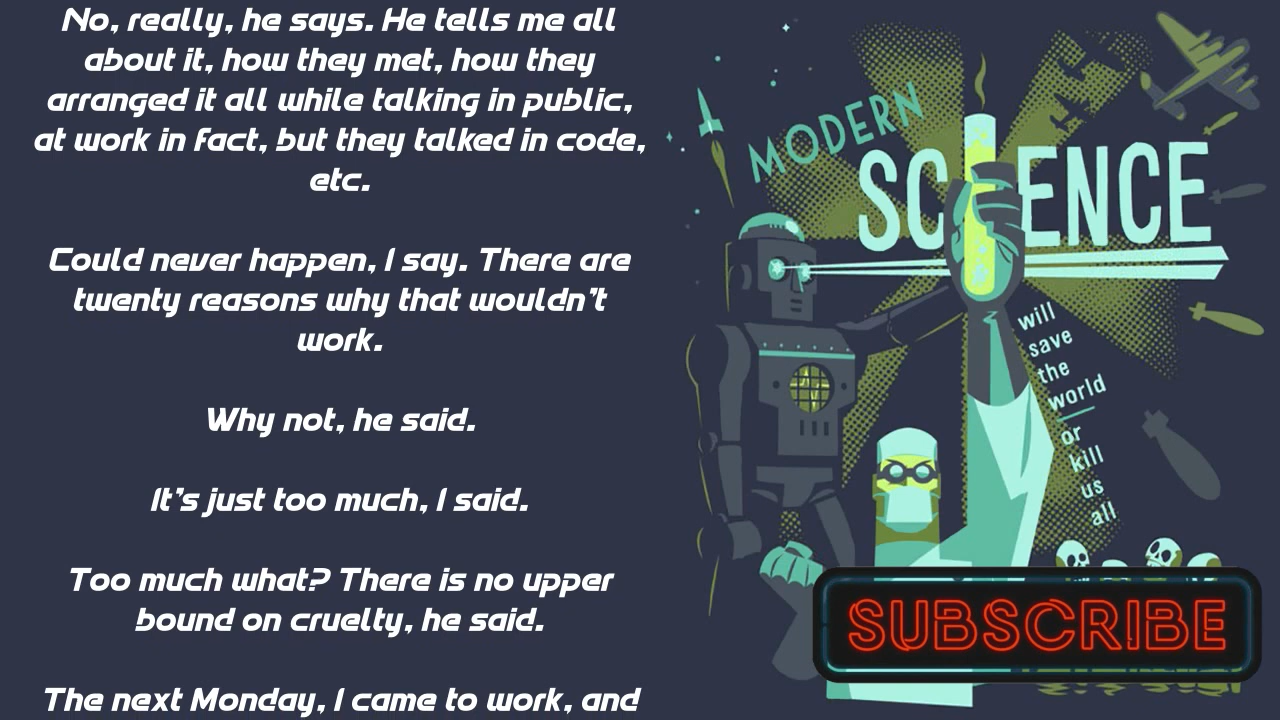 No, really, he says. He tells me all
about it, how they met, how they
arranged it all while talking in public,
at work in fact, but they talked in code,
etc.
Could never happen, I say. There are
twenty reasons why that wouldn't
work.
Why not, he said.
It's just too much, I said.
Too much what? There is no upper
bound on cruelty, he said.
The next Monday, I came to work, and
MODERN
SCIENCE
will
save
the
world
or
kill
us
all
SUBSCRIBE